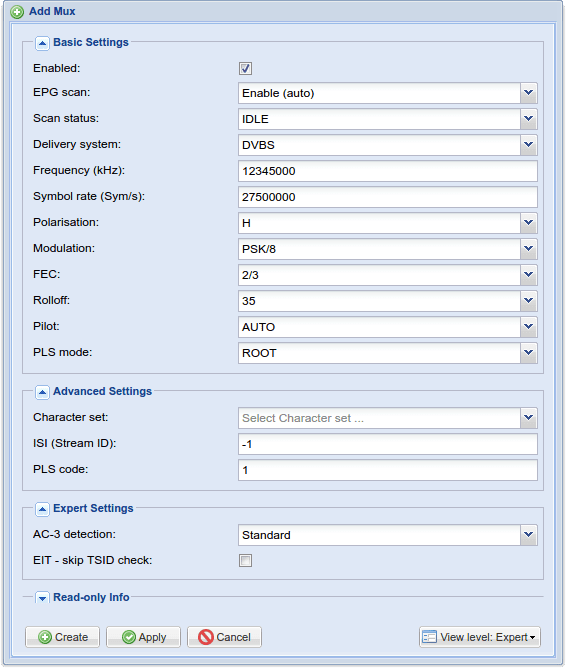 Add Mux
Basic Settings
Enabled:
EPG scan: Enable (auto)
Scan status: IDLE
Delivery system: DVBS
Frequency (kHz): 12345000
Symbol rate (Sym/s): 27500000
Polarisation: H
Modulation: PSK/8
FEC: 2/3
Rolloff: 35
Pilot: AUTO
PLS mode: ROOT
Advanced Settings
Character set: Select Character set ...
ISI (Stream ID): -1
PLS code: 1
Expert Settings
AC-3 detection: Standard
EIT - skip TSID check:
Read-only Info
Create Apply Cancel View level: Expert